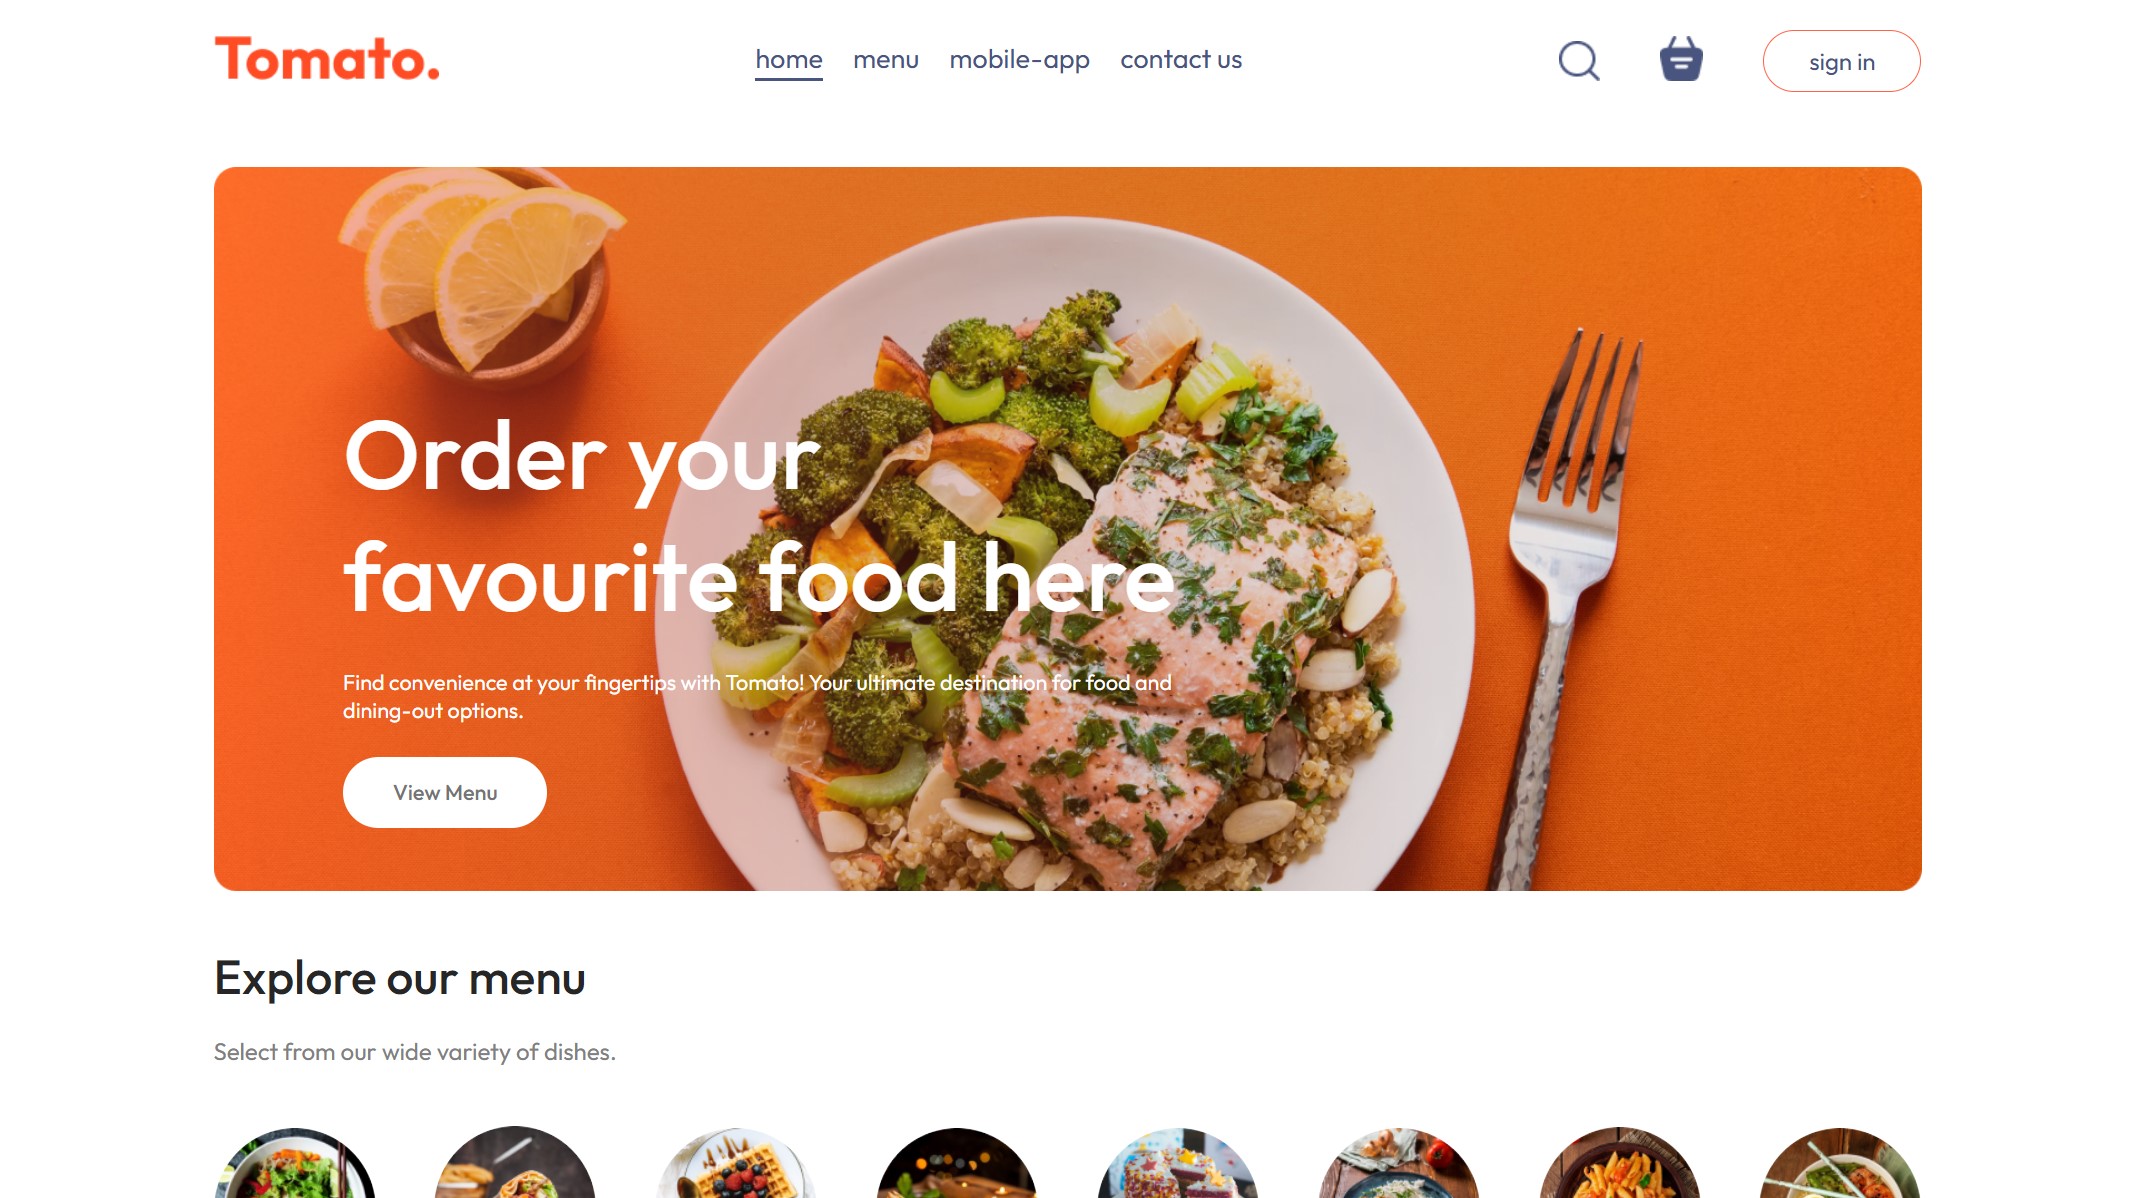 Tomato.
home menu mobile-app contact us
sign in
Order your
favourite food here
Find convenience at your fingertips with Tomato! Your ultimate destination for food and
dining-out options.
View Menu
Explore our menu
Select from our wide variety of dishes.